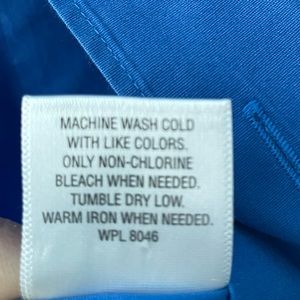 MACHINE WASH COLD
WITH LIKE COLORS.
ONLY NON-CHLORINE
BLEACH WHEN NEEDED.
TUMBLE DRY LOW.
WARM IRON WHEN NEEDED.
WPL 8046